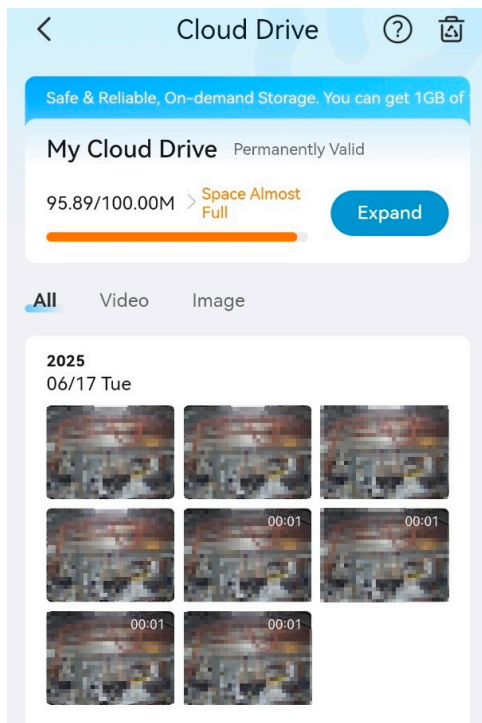 Cloud Drive
Safe & Reliable, On-demand Storage. You can get 1GB of
My Cloud Drive Permanently Valid
95.89/100.00M
Space Almost
Full
Expand
All Video Image
2025
06/17 Tue
00:01 00:01
00:01 00:01